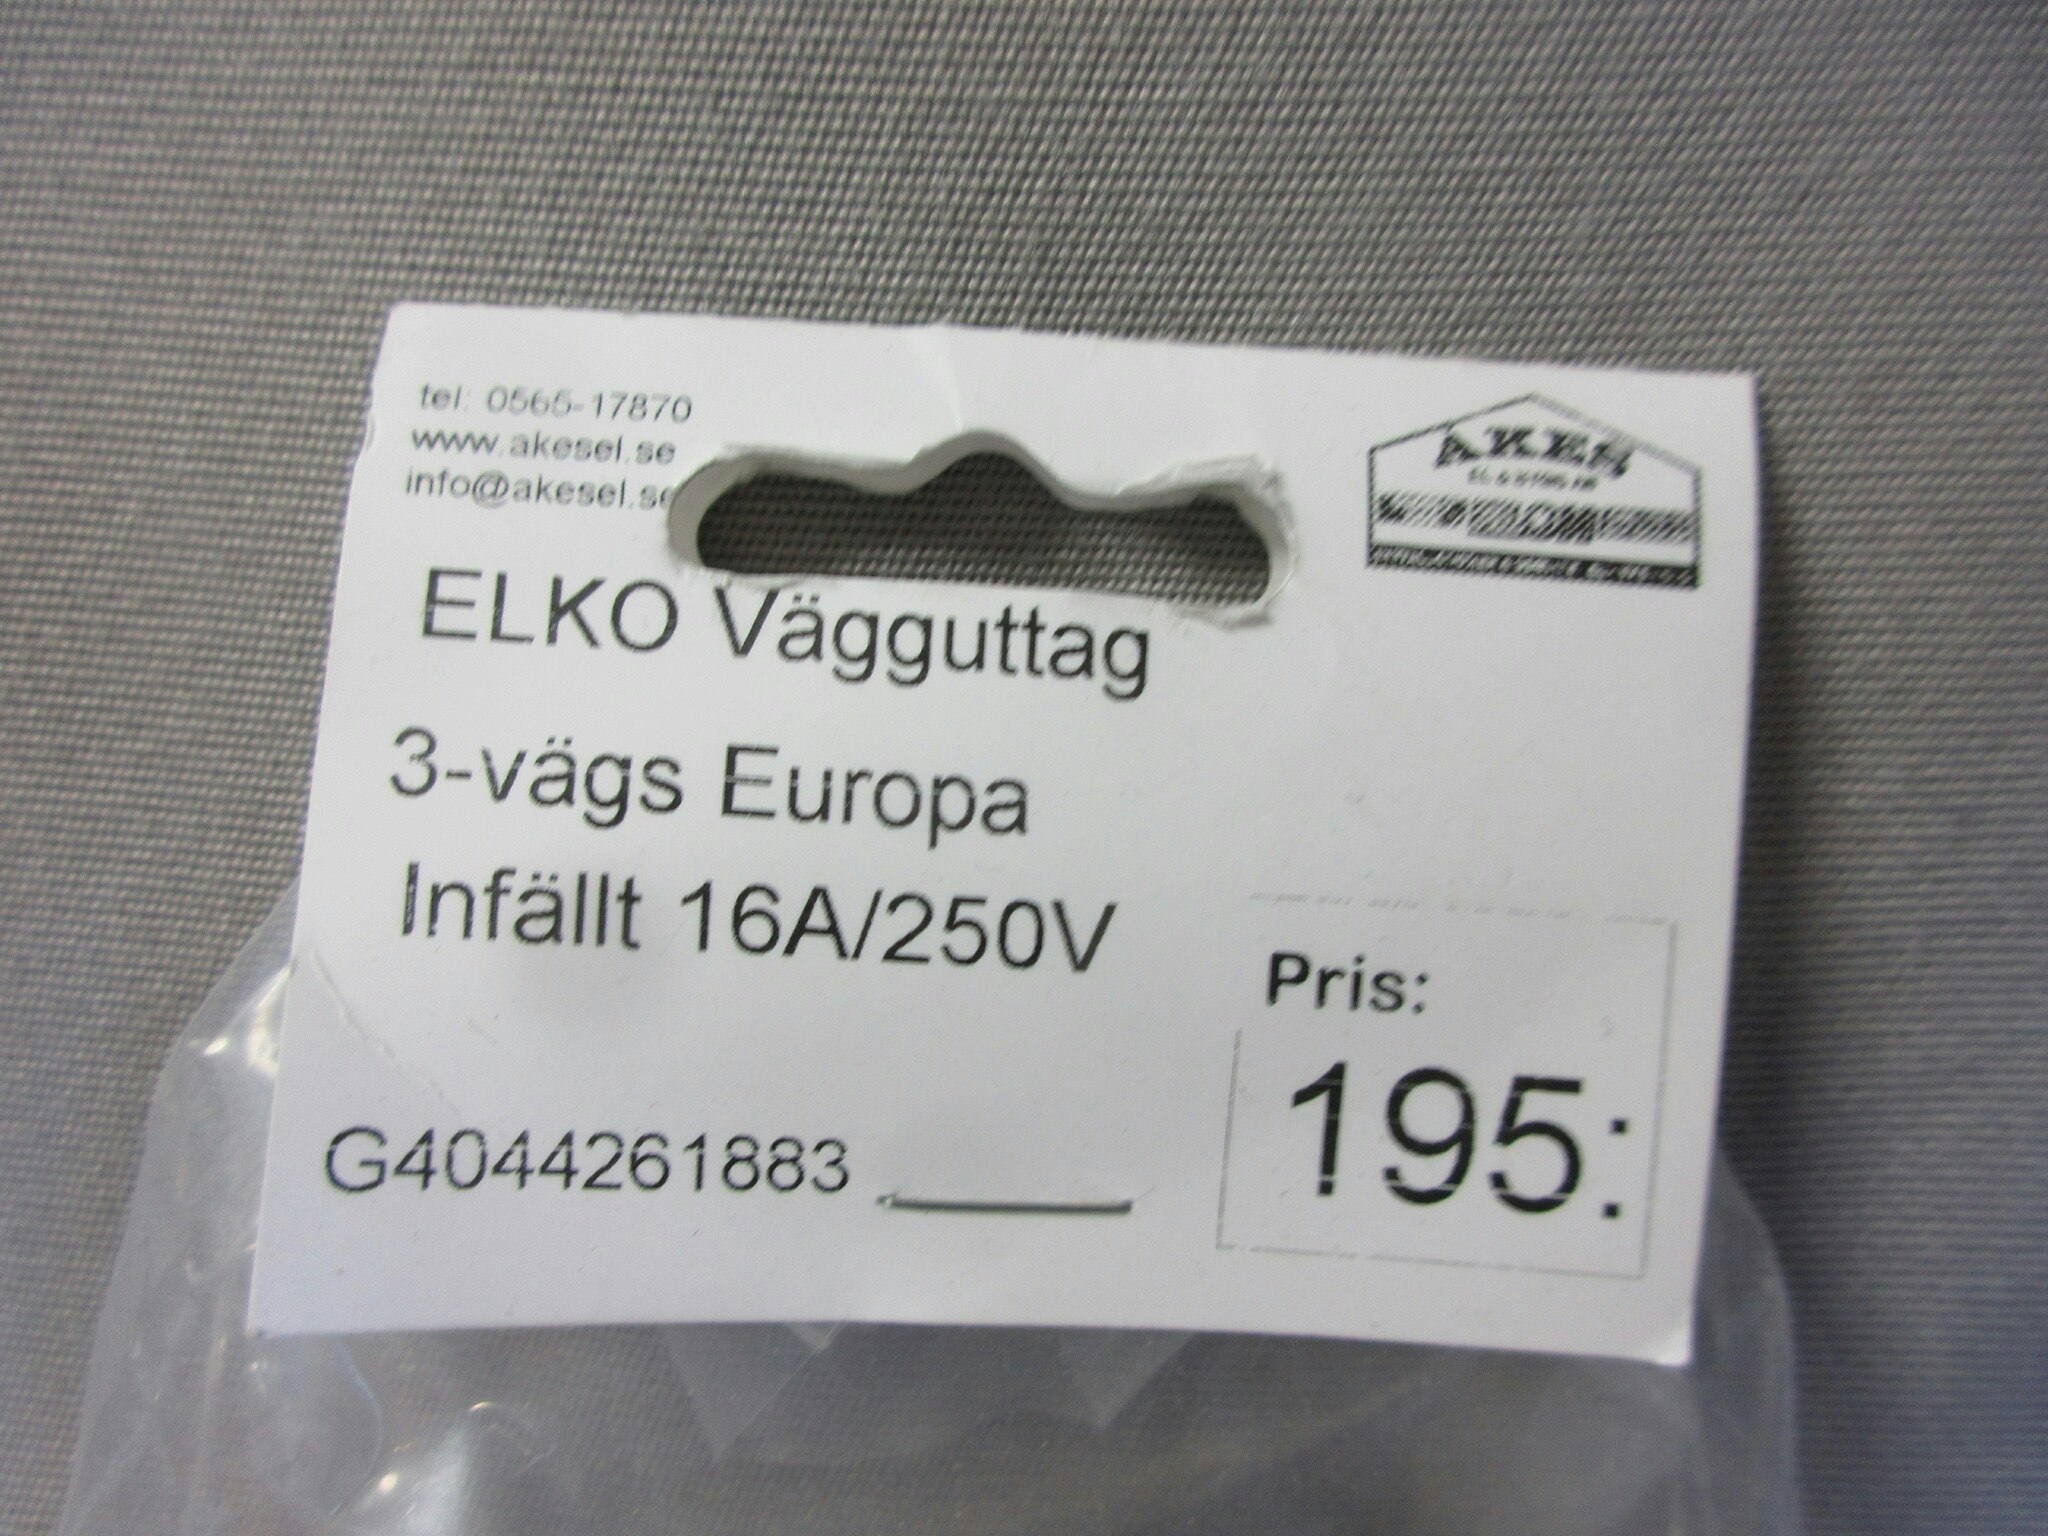 tel: 0565-17870
www.akesel.se
info@akesel.se
AKES
ELKO Vägguttag
3-vägs Europa
Infällt 16A/250V
Pris:
195:
G4044261883